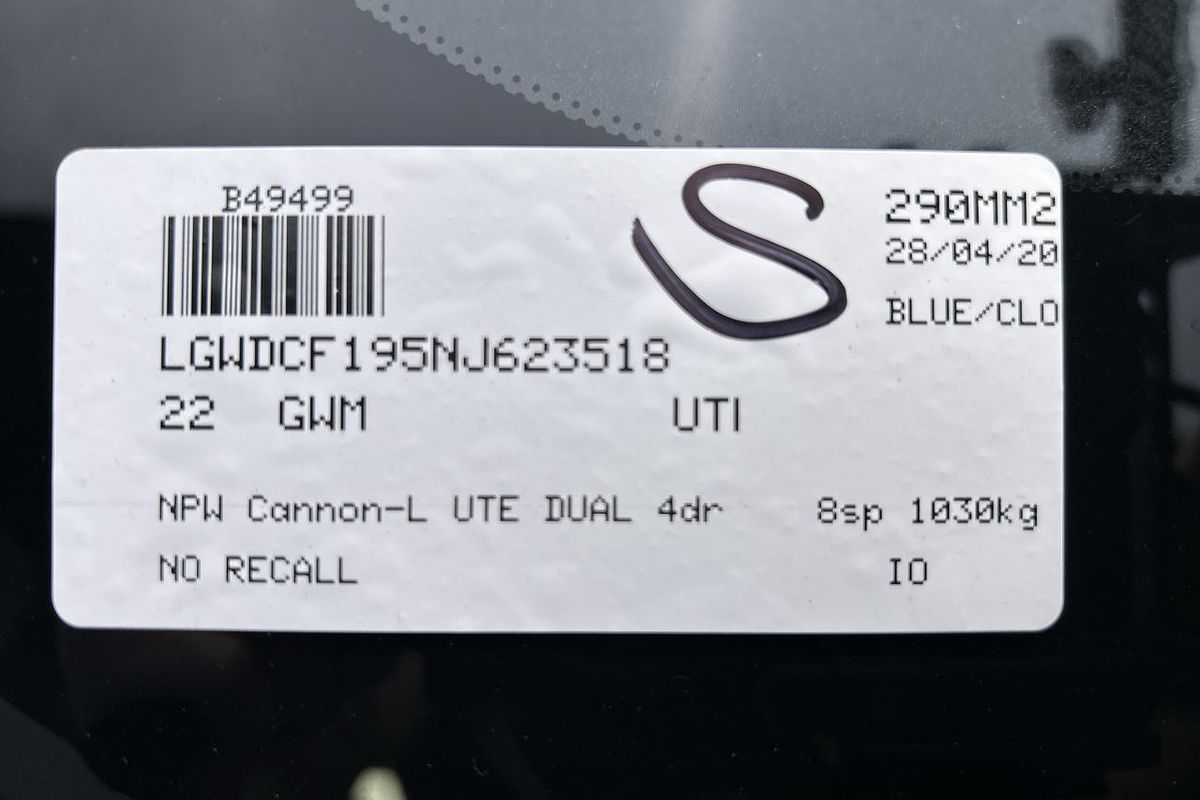 B49499
S
290MM2
28/04/20
BLUE/CLO
LGWDCF195NJ623518
22 GWM UTI
NPW Cannon-L UTE DUAL 4dr 8sp 1030kg
NO RECALL IO